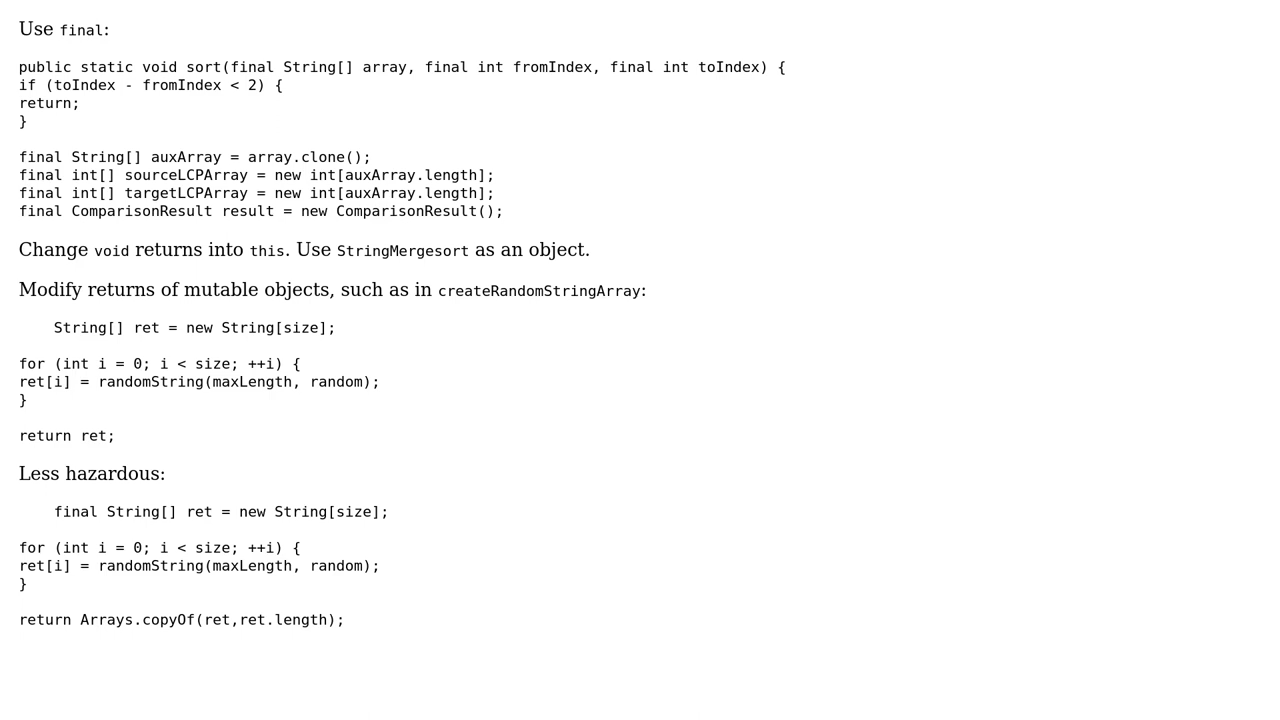 Use final:
public static void sort(final String[] array, final int fromIndex, final int toIndex) {
if (toIndex - fromIndex < 2) {
return;
}
final String[] auxArray = array.clone();
final int[] sourceLCPArray = new int[auxArray.length];
final int[] targetLCPArray = new int[auxArray.length];
final ComparisonResult result = new ComparisonResult();
Change void returns into this. Use StringMergesort as an object.
Modify returns of mutable objects, such as in createRandomStringArray:
    String[] ret = new String[size];
for (int i = 0; i < size; ++i) {
ret[i] = randomString(maxLength, random);
}
return ret;
Less hazardous:
    final String[] ret = new String[size];
for (int i = 0; i < size; ++i) {
ret[i] = randomString(maxLength, random);
}
return Arrays.copyOf(ret,ret.length);